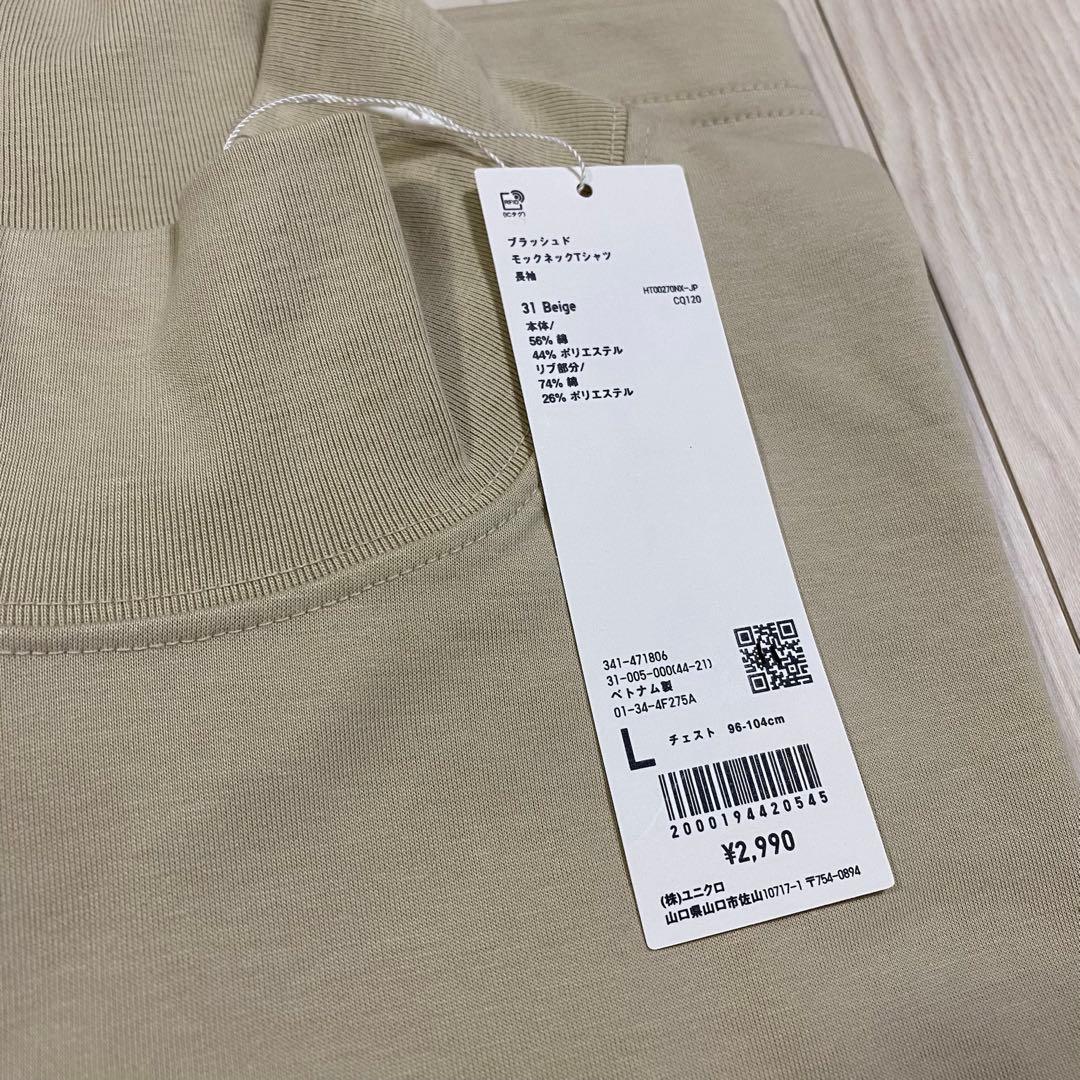 RFID
(ICタグ)
ブラッシュド
モックネックTシャツ
長袖
HT00270NX-JP
31 Beige
CQ120
本体/
56% 綿
44% ポリエステル
リブ部分/
74% 綿
26% ポリエステル
341-471806
31-005-000(44-21)
ベトナム製
01-34-4F275A
L チェスト 96-104cm
2000194420545
¥2,990
(株)ユニクロ
山口県山口市佐山10717-1 〒754-0894